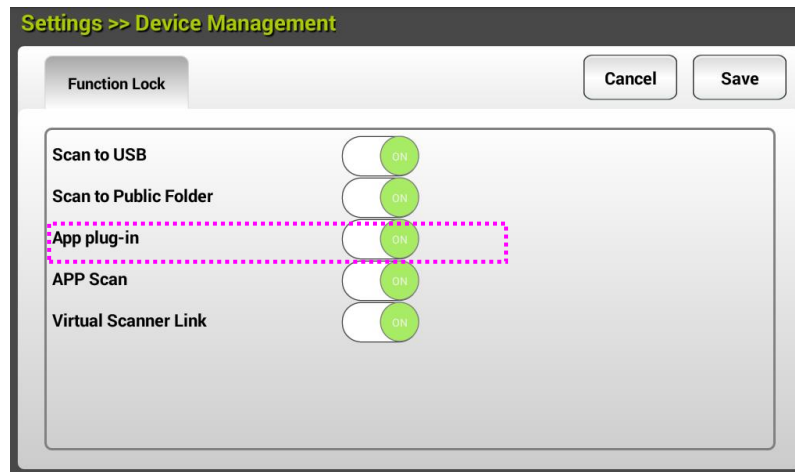 Settings >> Device Management
Function Lock
Cancel
Save
Scan to USB
ON
Scan to Public Folder
ON
App plug-in
ON
APP Scan
ON
Virtual Scanner Link
ON